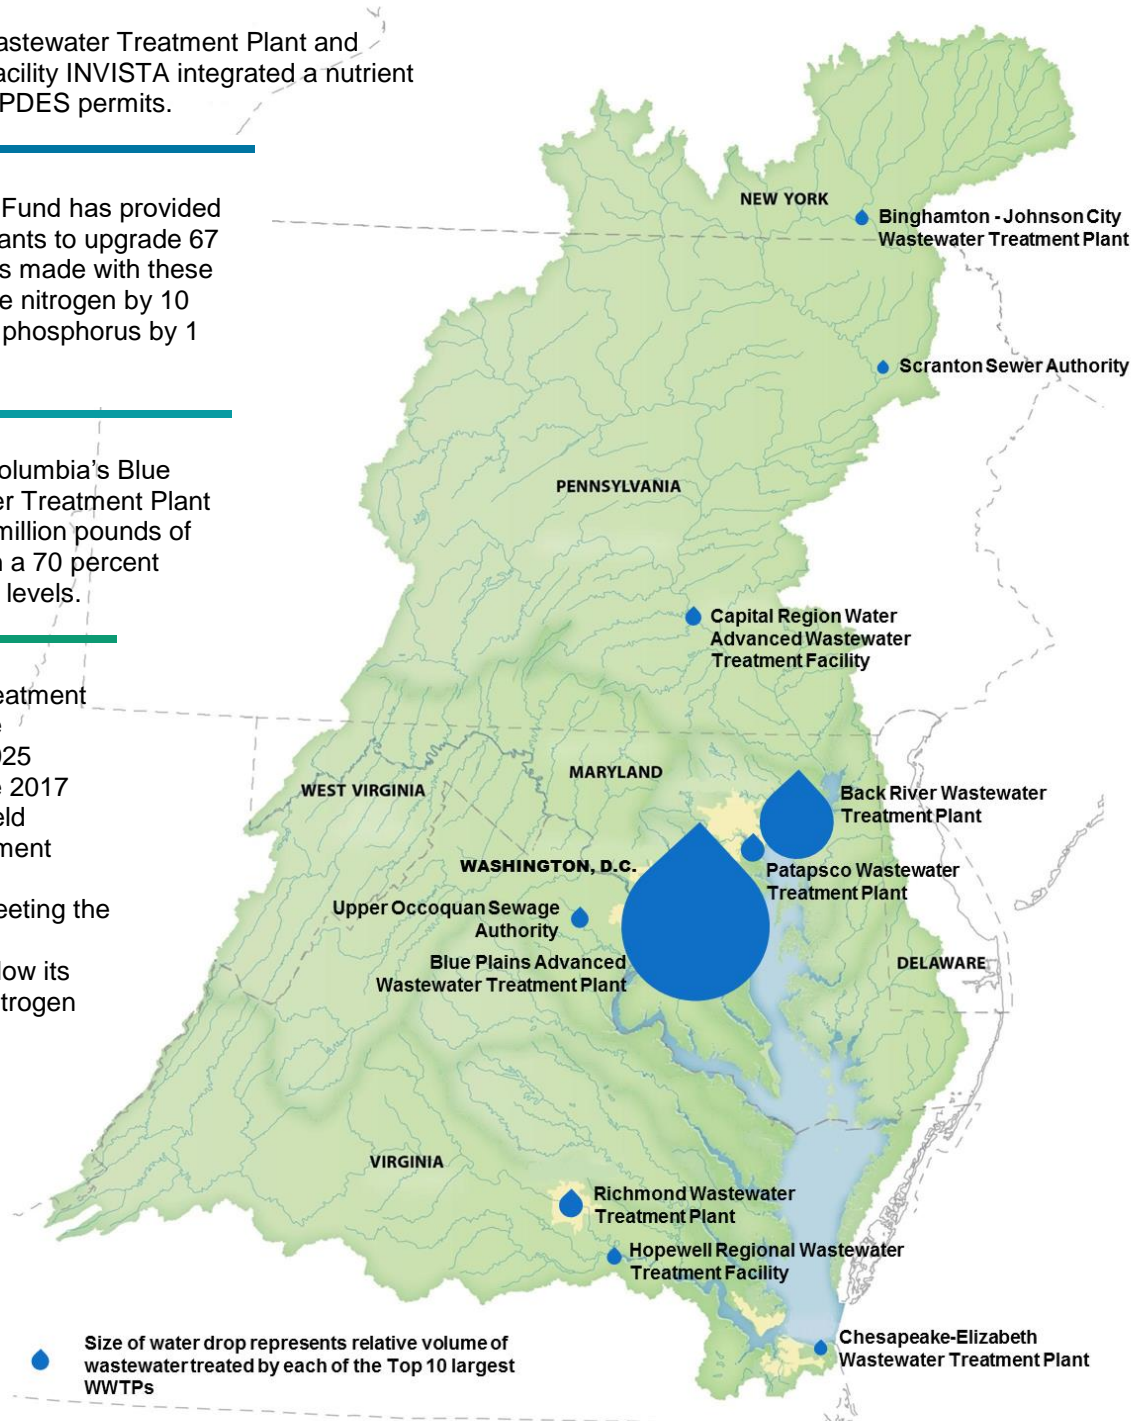 astewater Treatment Plant and
acility INVISTA integrated a nutrient
PDES permits.
Fund has provided
ants to upgrade 67
s made with these
e nitrogen by 10
phosphorus by 1
olumbia's Blue
er Treatment Plant
million pounds of
n a 70 percent
levels.
eatment
e
025
e 2017
eld
ment
eeting the
low its
itrogen
NEW YORK
Binghamton - Johnson City
Wastewater Treatment Plant
Scranton Sewer Authority
PENNSYLVANIA
Capital Region Water
Advanced Wastewater
Treatment Facility
MARYLAND
WEST VIRGINIA
Back River Wastewater
Treatment Plant
WASHINGTON, D.C.
Patapsco Wastewater
Treatment Plant
Upper Occoquan Sewage
Authority
Blue Plains Advanced
Wastewater Treatment Plant
DELAWARE
VIRGINIA
Richmond Wastewater
Treatment Plant
Hopewell Regional Wastewater
Treatment Facility
Chesapeake-Elizabeth
Wastewater Treatment Plant
Size of water drop represents relative volume of
wastewater treated by each of the Top 10 largest
WWTPs